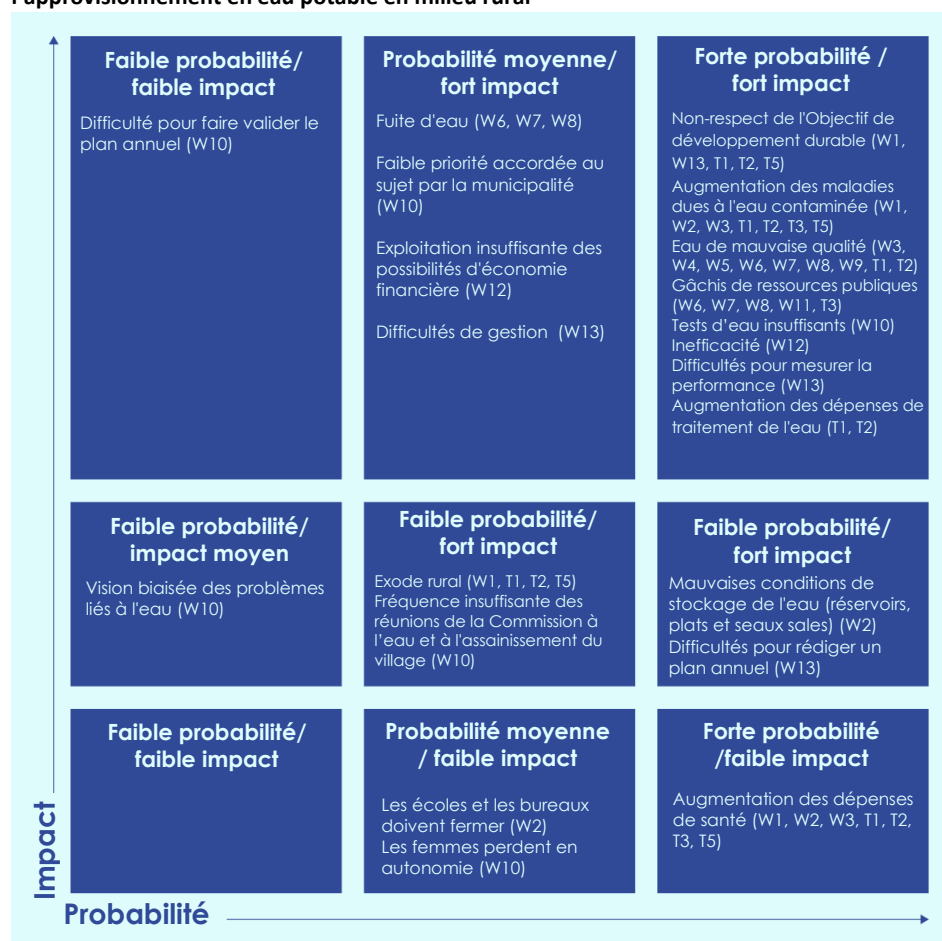 Faible probabilité/
faible impact
Difficulté pour faire valider le
plan annuel (W10)
Probabilité moyenne/
fort impact
Fuite d'eau (W6, W7, W8)
Faible priorité accordée au
sujet par la municipalité
(W10)
Exploitation insuffisante des
possibilités d'économie
financière (W12)
Difficultés de gestion (W13)
Forte probabilité /
fort impact
Non-respect de l'Objectif de
développement durable (W1,
W13, T1, T2, T5)
Augmentation des maladies
dues à l'eau contaminée (W1,
W2, W3, T1, T2, T3, T5)
Eau de mauvaise qualité (W3,
W4, W5, W6, W7, W8, W9, T1, T2)
Gâchis de ressources publiques
(W6, W7, W8, W11, T3)
Tests d’eau insuffisants (W10)
Inefficacité (W12)
Difficultés pour mesurer la
performance (W13)
Augmentation des dépenses de
traitement de l'eau (T1, T2)
Faible probabilité/
impact moyen
Vision biaisée des problèmes
liés à l'eau (W10)
Faible probabilité/
fort impact
Exode rural (W1, T1, T2, T5)
Fréquence insuffisante des
réunions de la Commission à
l’eau et à l'assainissement du
village (W10)
Faible probabilité/
fort impact
Mauvaises conditions de
stockage de l'eau (réservoirs,
plats et seaux sales) (W2)
Difficultés pour rédiger un
plan annuel (W13)
Faible probabilité/
faible impact
Probabilité moyenne
/ faible impact
Les écoles et les bureaux
doivent fermer (W2)
Les femmes perdent en
autonomie (W10)
Forte probabilité
/faible impact
Augmentation des dépenses
de santé (W1, W2, W3, T1, T2,
T3, T5)
Impact
Probabilité